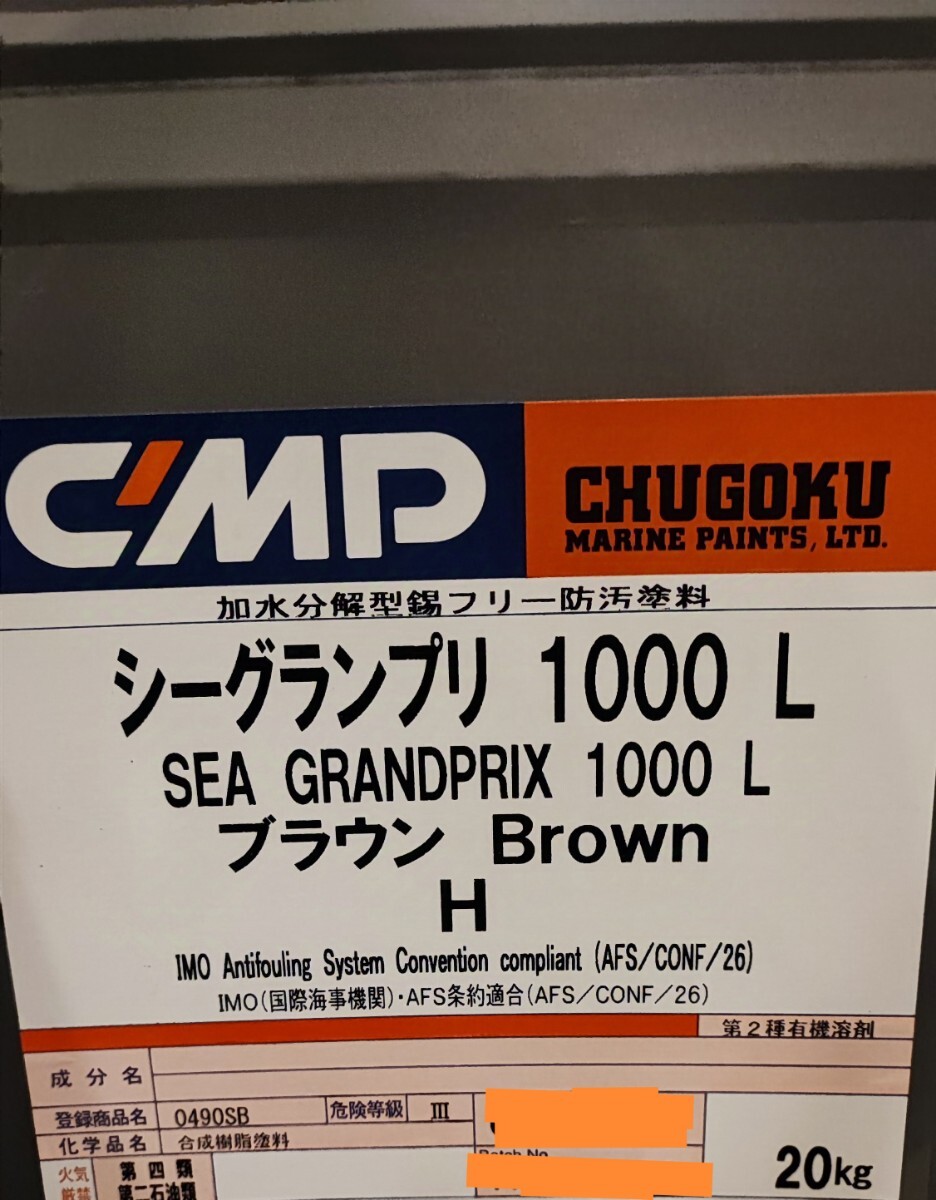 CMP
CHUGOKU
MARINE PAINTS, LTD.
加水分解型錫フリー防汚塗料
シーグランプリ 1000 L
SEA GRANDPRIX 1000 L
ブラウン Brown
H
IMO Antifouling System Convention compliant (AFS/CONF/26)
IMO(国際海事機関)・AFS条約適合(AFS/CONF/26)
第2種有機溶剤
成分名
登録商品名 0490SB 危険等級 III
化学品名 合成樹脂塗料
火気 第四類
厳禁 第二石油類
Batch No
20kg